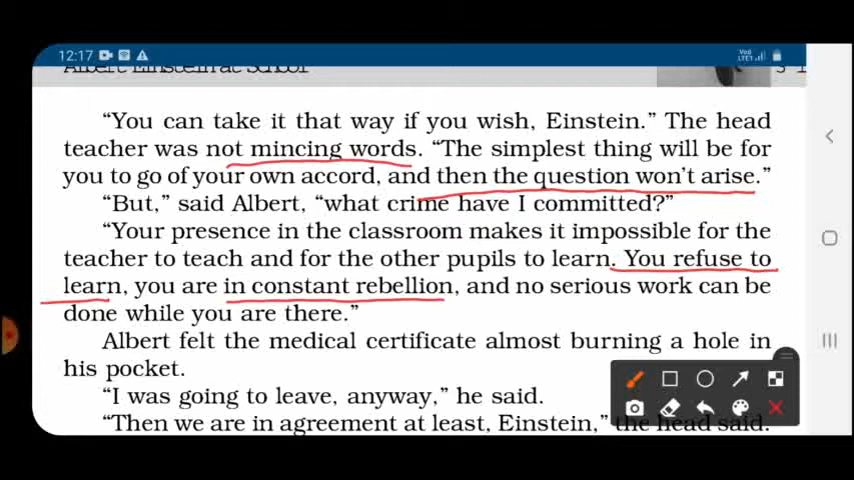 12:17
Albert Einstein at School
"You can take it that way if you wish, Einstein." The head
teacher was not mincing words. "The simplest thing will be for
you to go of your own accord, and then the question won't arise."
"But," said Albert, "what crime have I committed?"
"Your presence in the classroom makes it impossible for the
teacher to teach and for the other pupils to learn. You refuse to
learn, you are in constant rebellion, and no serious work can be
done while you are there."
Albert felt the medical certificate almost burning a hole in
his pocket.
"I was going to leave, anyway," he said.
"Then we are in agreement at least, Einstein," the head said.